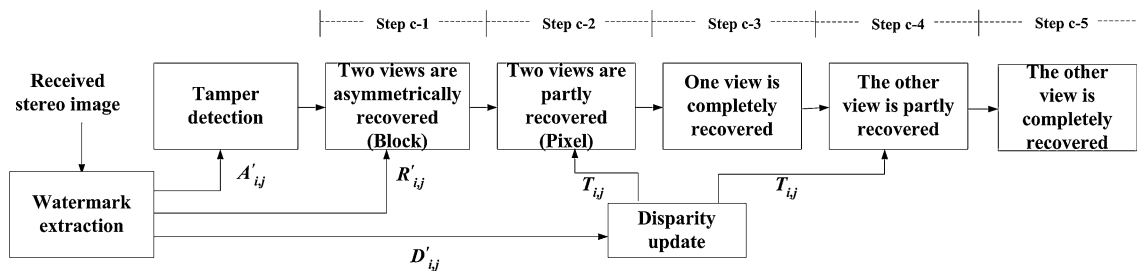 Step c-1
Step c-2
Step c-3
Step c-4
Step c-5
Received
stereo image
Tamper
detection
Two views are
asymmetrically
recovered
(Block)
Two views are
partly
recovered
(Pixel)
One view is
completely
recovered
The other
view is partly
recovered
The other
view is
completely
recovered
Watermark
extraction
A'i,j
R'i,j
D'i,j
Ti,j
Ti,j
Disparity
update